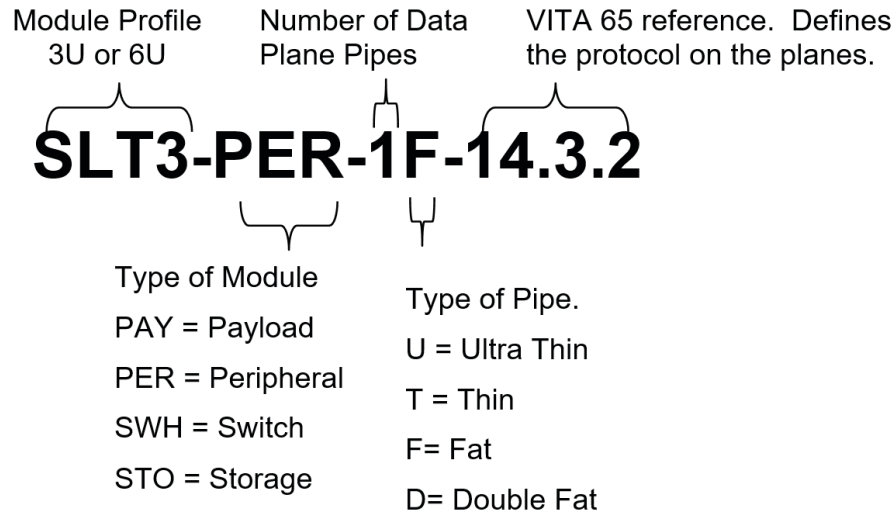 Module Profile
3U or 6U
Number of Data
Plane Pipes
VITA 65 reference.  Defines
the protocol on the planes.
SLT3-PER-1F-14.3.2
Type of Module
PAY = Payload
PER = Peripheral
SWH = Switch
STO = Storage
Type of Pipe.
U = Ultra Thin
T = Thin
F= Fat
D= Double Fat